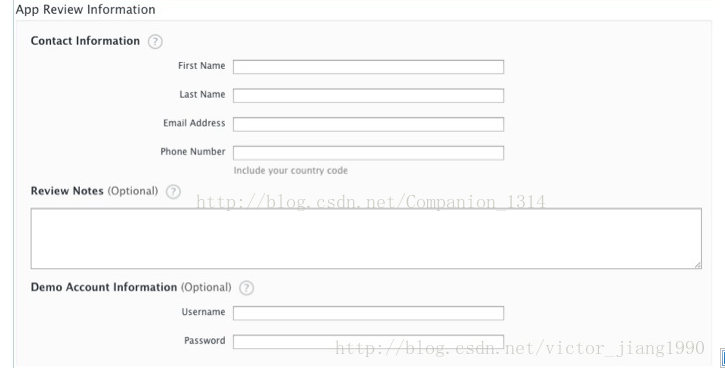 App Review Information
Contact Information ?
First Name
Last Name
Email Address
Phone Number
Include your country code
Review Notes (Optional) ?
http://blog.csdn.net/Companion_1314
Demo Account Information (Optional) ?
Username
Password
http://blog.csdn.net/victor_jiang1990